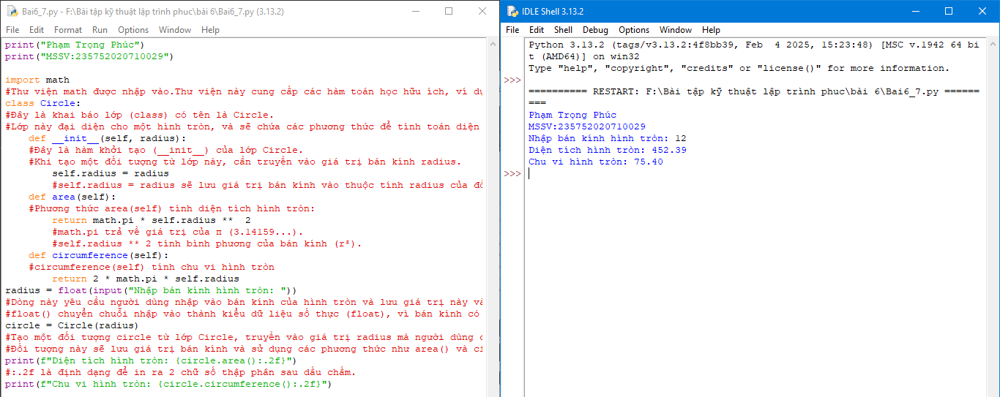 Bai6_7.py - F:\Bài tập kỹ thuật lập trình phuc\bài 6\Bai6_7.py (3.13.2)
File Edit Format Run Options Window Help
print("Phạm Trọng Phúc")
print("MSSV:235752020710029")
import math
#Thư viện math được nhập vào.Thư viện này cung cấp các hàm toán học hữu ích, ví dụ
class Circle:
#Đây là khai báo lớp (class) có tên là Circle.
#Lớp này đại diện cho một hình tròn, và sẽ chứa các phương thức để tính toán diện
def __init__(self, radius):
#Đây là hàm khởi tạo (__init__) của lớp Circle.
#Khi tạo một đối tượng từ lớp này, cần truyền vào giá trị bán kính radius.
self.radius = radius
#self.radius = radius sẽ lưu giá trị bán kính vào thuộc tính radius của
def area(self):
#Phương thức area(self) tính diện tích hình tròn:
return math.pi * self.radius **  2
#math.pi trả về giá trị của π (3.14159...).
#self.radius ** 2 tính bình phương của bán kính (r²).
def circumference(self):
#circumference(self) tính chu vi hình tròn
return 2 * math.pi * self.radius
radius = float(input("Nhập bán kính hình tròn: "))
#Dòng này yêu cầu người dùng nhập vào bán kính của hình tròn và lưu giá trị này
#float() chuyển chuỗi nhập vào thành kiểu dữ liệu số thực (float), vì bán kính có
circle = Circle(radius)
#Tạo một đối tượng circle từ lớp Circle, truyền vào giá trị radius mà người dùng
#Đối tượng này sẽ lưu giá trị bán kính và sử dụng các phương thức như area() và
print(f"Diện tích hình tròn: {circle.area():.2f}")
#:.2f là định dạng để in ra 2 chữ số thập phân sau dấu chấm.
print(f"Chu vi hình tròn: {circle.circumference():.2f}")
IDLE Shell 3.13.2
File Edit Shell Debug Options Window Help
Python 3.13.2 (tags/v3.13.2:4f8bb39, Feb  4 2025, 15:23:48) [MSC v.1942 64 bi
t (AMD64)] on win32
Type "help", "copyright", "credits" or "license()" for more information.
>>>
========== RESTART: F:\Bài tập kỹ thuật lập trình phuc\bài 6\Bai6_7.py ======
===
Phạm Trọng Phúc
MSSV:235752020710029
Nhập bán kính hình tròn: 12
Diện tích hình tròn: 452.39
Chu vi hình tròn: 75.40
>>>